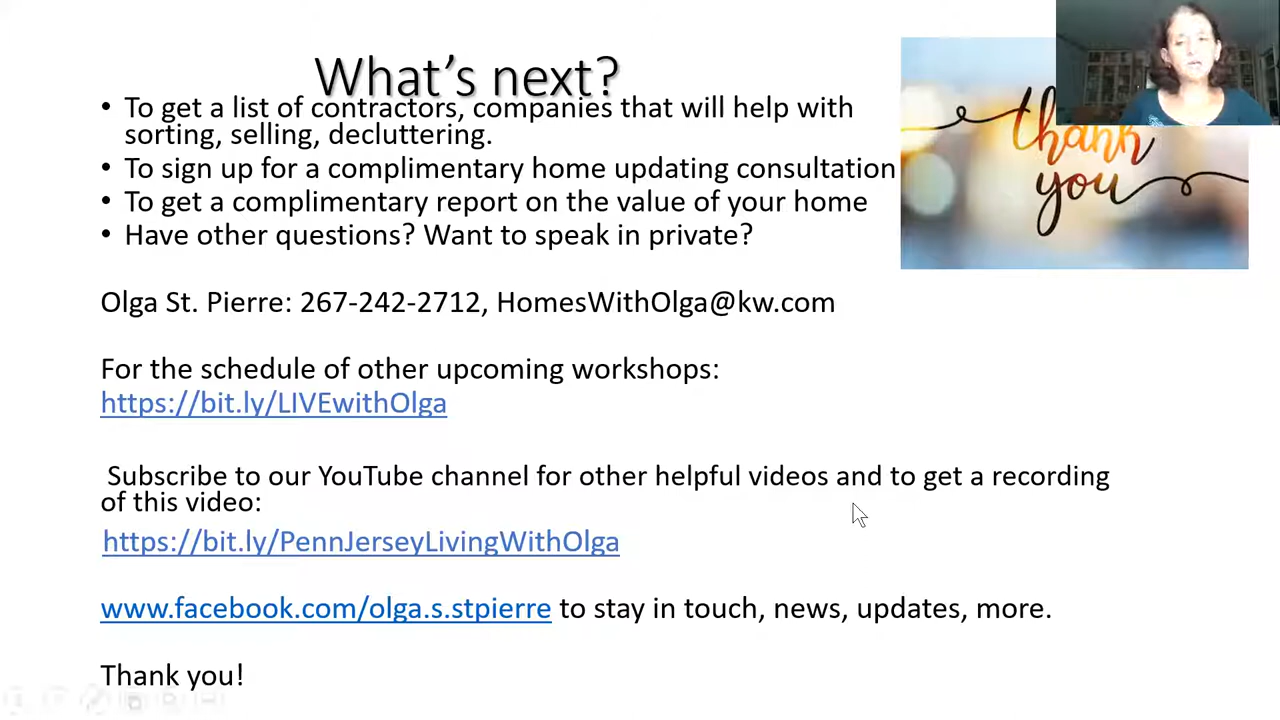 What's next?
• To get a list of contractors, companies that will help with
sorting, selling, decluttering.
• To sign up for a complimentary home updating consultation
• To get a complimentary report on the value of your home
• Have other questions? Want to speak in private?
Olga St. Pierre: 267-242-2712, HomesWithOlga@kw.com
For the schedule of other upcoming workshops:
https://bit.ly/LIVEwithOlga
Subscribe to our YouTube channel for other helpful videos and to get a recording
of this video:
https://bit.ly/PennJerseyLivingWithOlga
www.facebook.com/olga.s.stpierre to stay in touch, news, updates, more.
Thank you!
thank
you